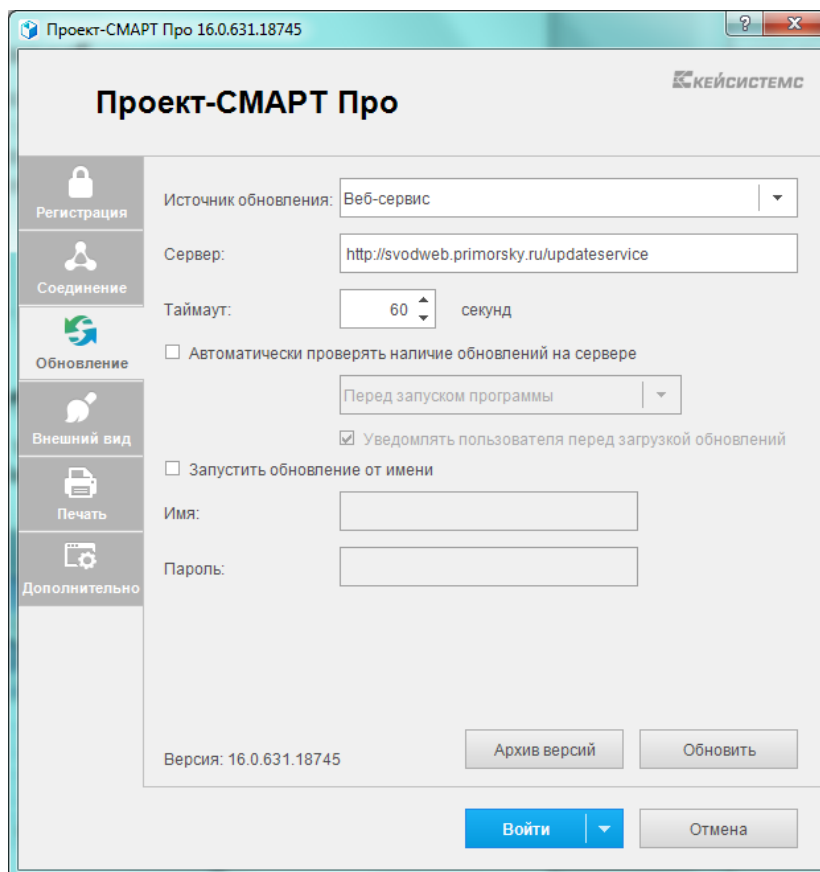 Проект-СМАРТ Про 16.0.631.18745
?
Проект-СМАРТ Про
КЕЙСИСТЕМС
Регистрация
Соединение
Обновление
Внешний вид
Печать
Дополнительно
Источник обновления: Веб-сервис
Сервер: http://svodweb.primorsky.ru/updateservice
Таймаут: 60 секунд
Автоматически проверять наличие обновлений на сервере
Перед запуском программы
Уведомлять пользователя перед загрузкой обновлений
Запустить обновление от имени
Имя:
Пароль:
Версия: 16.0.631.18745
Архив версий
Обновить
Войти
Отмена